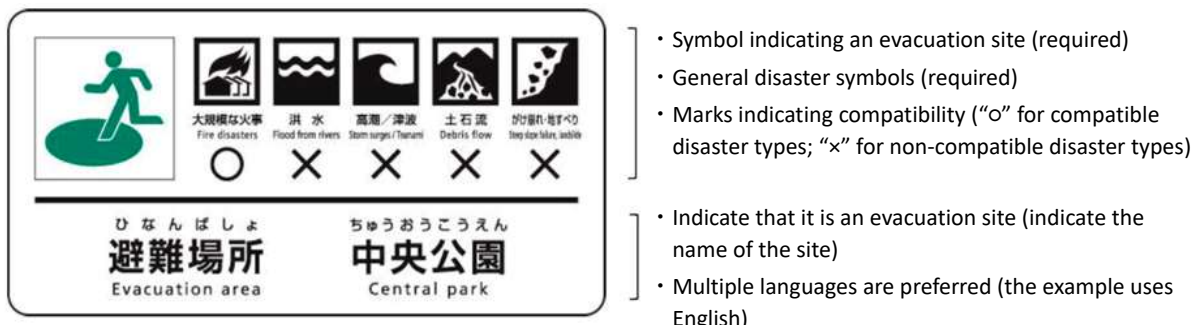 大規模な火事
Fire disasters
○
洪水
Flood from rivers
×
高潮/津波
Storm surges/Tsunami
×
土石流
Debris flow
×
がけ崩れ・地すべり
Steep slope failure, landslide
×
ひなんばしょ
避難場所
Evacuation area
ちゅうおうこうえん
中央公園
Central park
・Symbol indicating an evacuation site (required)
・General disaster symbols (required)
・Marks indicating compatibility (“o” for compatible
disaster types; “×” for non-compatible disaster types)
・Indicate that it is an evacuation site (indicate the
name of the site)
・Multiple languages are preferred (the example uses
English)